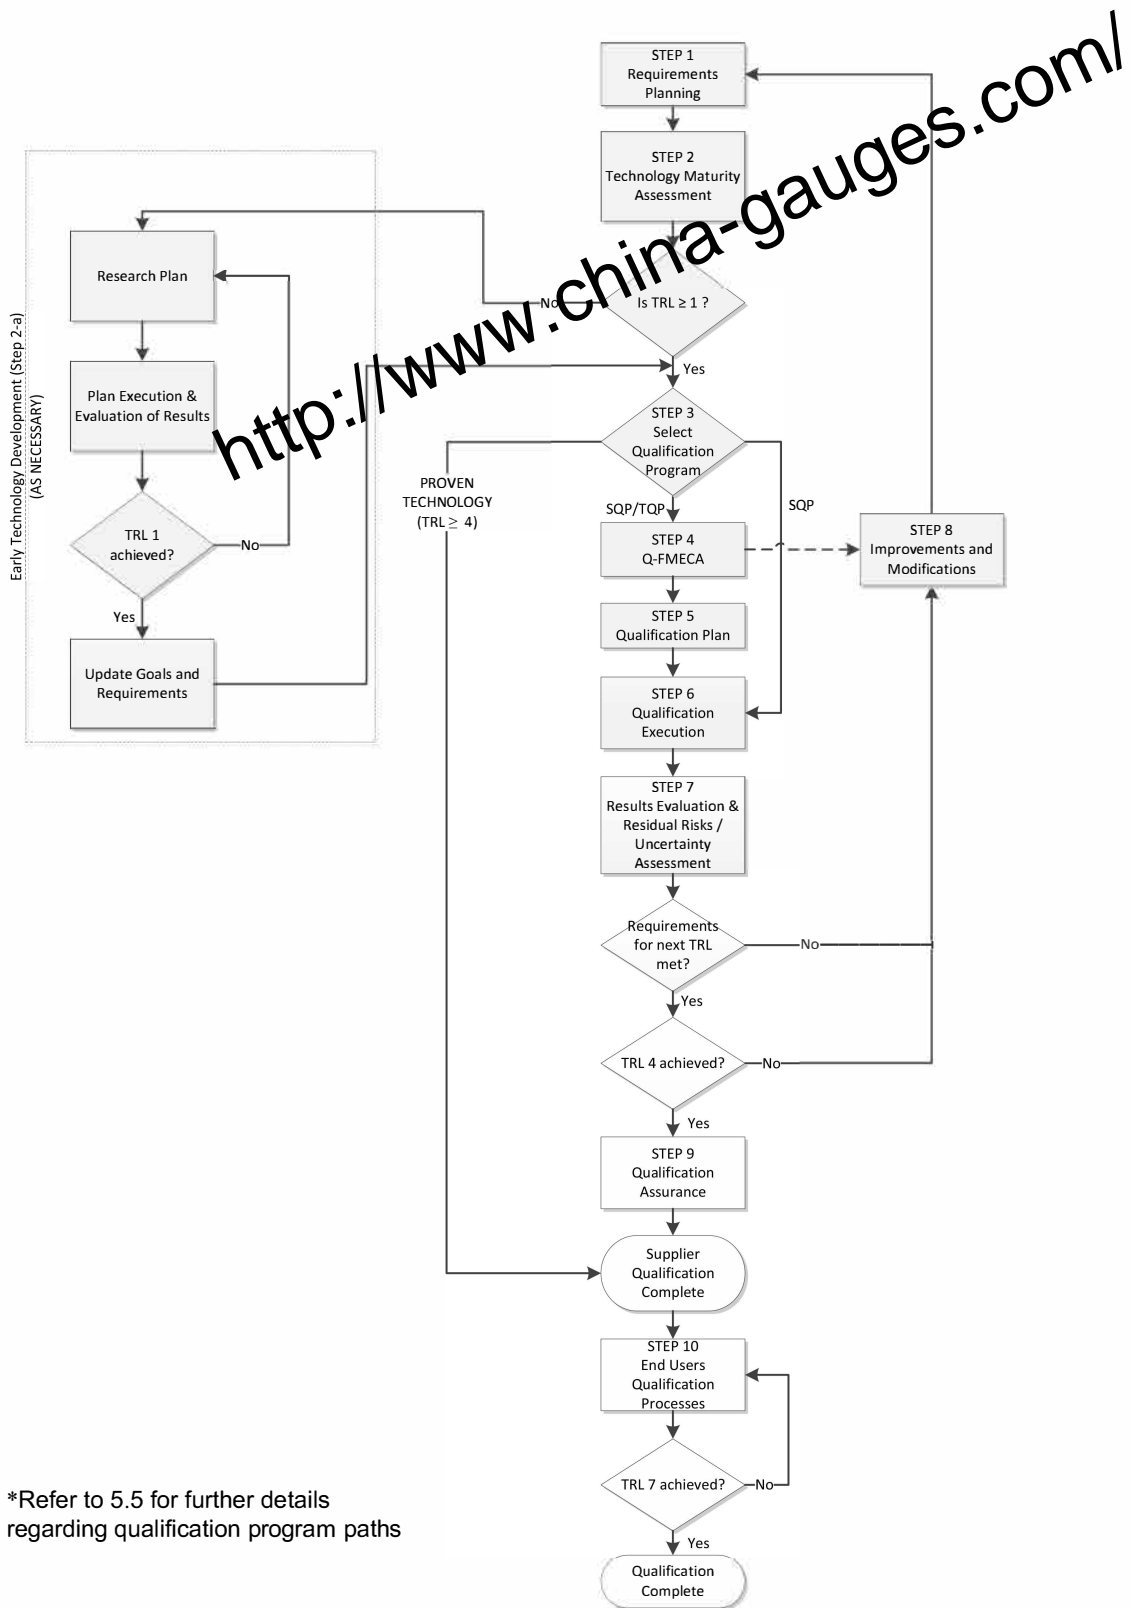 STEP 1
Requirements
Planning
STEP 2
Technology Maturity
Assessment
Is TRL ≥ 1 ?
No
Yes
Early Technology Development (Step 2-a)
(AS NECESSARY)
Research Plan
Plan Execution &
Evaluation of Results
TRL 1
achieved?
No
Yes
Update Goals and
Requirements
http://www.china-gauges.com/
STEP 3
Select
Qualification
Program
PROVEN
TECHNOLOGY
(TRL ≥ 4)
SQP/TQP
SQP
STEP 4
Q-FMECA
STEP 8
Improvements and
Modifications
STEP 5
Qualification Plan
STEP 6
Qualification
Execution
STEP 7
Results Evaluation &
Residual Risks /
Uncertainty
Assessment
Requirements
for next TRL
met?
No
Yes
TRL 4 achieved?
No
Yes
STEP 9
Qualification
Assurance
Supplier
Qualification
Complete
STEP 10
End Users
Qualification
Processes
TRL 7 achieved?
No
Yes
Qualification
Complete
*Refer to 5.5 for further details
regarding qualification program paths